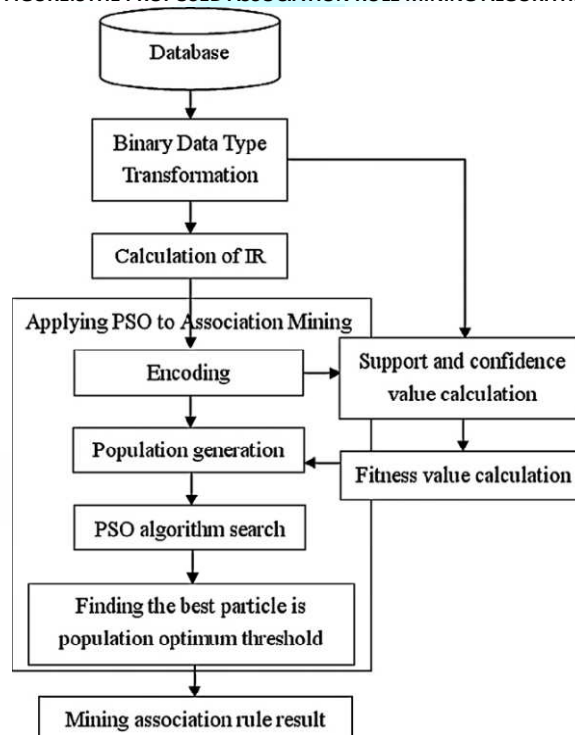 Database
Binary Data Type
Transformation
Calculation of IR
Applying PSO to Association Mining
Encoding
Support and confidence
value calculation
Population generation
Fitness value calculation
PSO algorithm search
Finding the best particle is
population optimum threshold
Mining association rule result